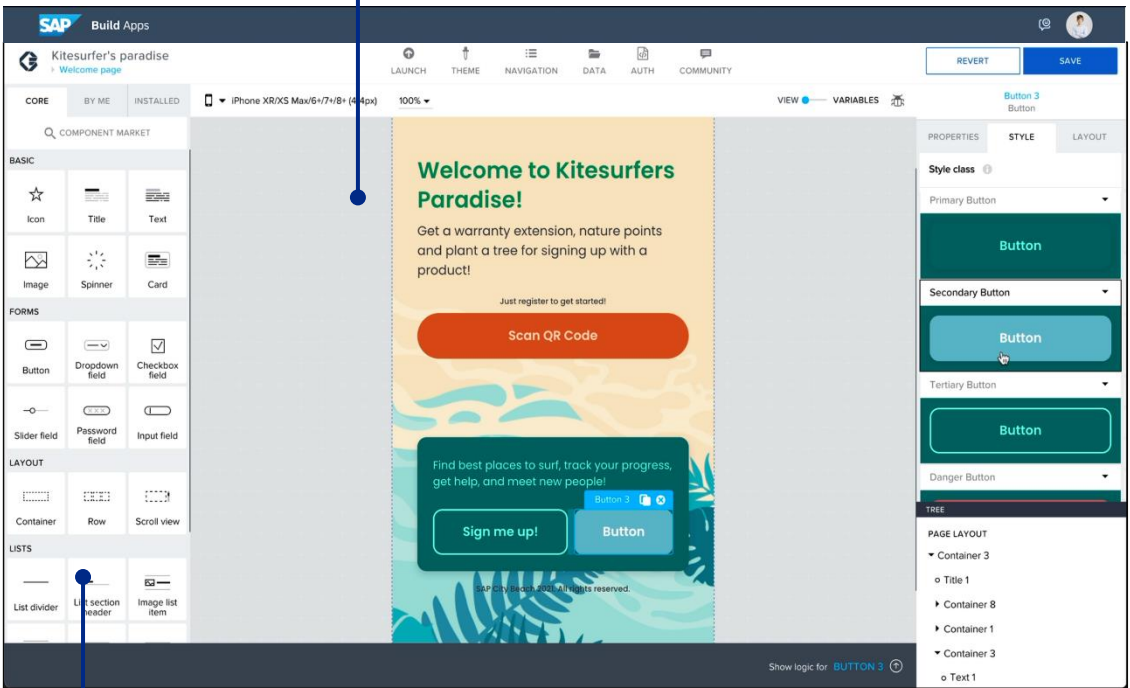 SAP Build Apps
Kitesurfer's paradise
Welcome page
LAUNCH THEME NAVIGATION DATA AUTH COMMUNITY
REVERT SAVE
CORE BY ME INSTALLED
iPhone XR/XS Max/6+/7+/8+ 100%
VIEW VARIABLES
Button 3
Button
COMPONENT MARKET
PROPERTIES STYLE LAYOUT
BASIC
Icon Title Text
Image Spinner Card
FORMS
Button Dropdown field Checkbox field
Slider field Password field Input field
LAYOUT
Container Row Scroll view
LISTS
List divider List section header Image list item
Welcome to Kitesurfers
Paradise!
Get a warranty extension, nature points
and plant a tree for signing up with a
product!
Just register to get started!
Scan QR Code
Find best places to surf, track your progress,
get help, and meet new people!
Button 3
Sign me up! Button
SAP City Beach 2021. All rights reserved.
Show logic for BUTTON 3
Style class
Primary Button
Button
Secondary Button
Button
Tertiary Button
Button
Danger Button
TREE
PAGE LAYOUT
Container 3
Title 1
Container 8
Container 1
Container 3
Text 1